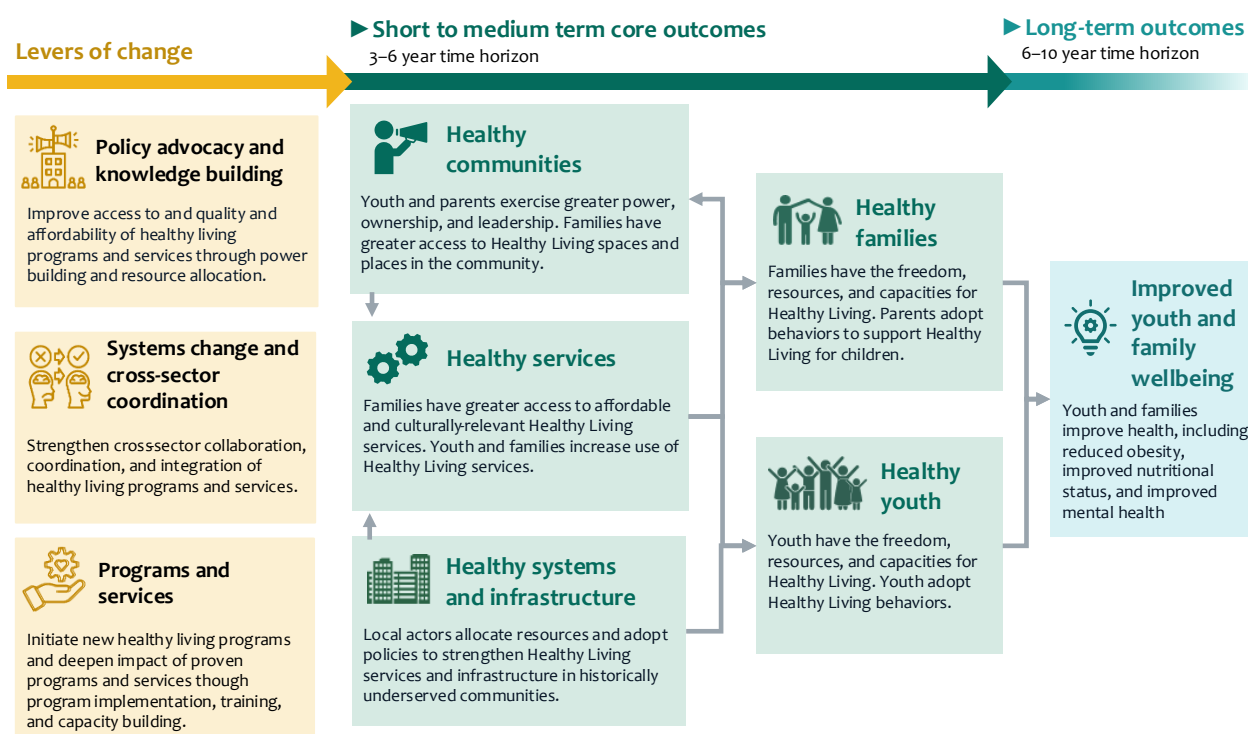 Levers of change
►Short to medium term core outcomes
3–6 year time horizon
►Long-term outcomes
6–10 year time horizon
Policy advocacy and
knowledge building
Improve access to and quality and
affordability of healthy living
programs and services through power
building and resource allocation.
Systems change and
cross-sector
coordination
Strengthen crosssector collaboration,
coordination, and integration of
healthy living programs and services.
Programs and
services
Initiate new healthy living programs
and deepen impact of proven
programs and services though
program implementation, training,
and capacity building.
Healthy
communities
Youth and parents exercise greater power,
ownership, and leadership. Families have
greater access to Healthy Living spaces and
places in the community.
Healthy services
Families have greater access to affordable
and culturally-relevant Healthy Living
services. Youth and families increase use of
Healthy Living services.
Healthy systems
and infrastructure
Local actors allocate resources and adopt
policies to strengthen Healthy Living
services and infrastructure in historically
underserved communities.
Healthy
families
Families have the freedom,
resources, and capacities for
Healthy Living. Parents adopt
behaviors to support Healthy
Living for children.
Healthy
youth
Youth have the freedom,
resources, and capacities for
Healthy Living. Youth adopt
Healthy Living behaviors.
Improved
youth and
family
wellbeing
Youth and families
improve health, including
reduced obesity,
improved nutritional
status, and improved
mental health